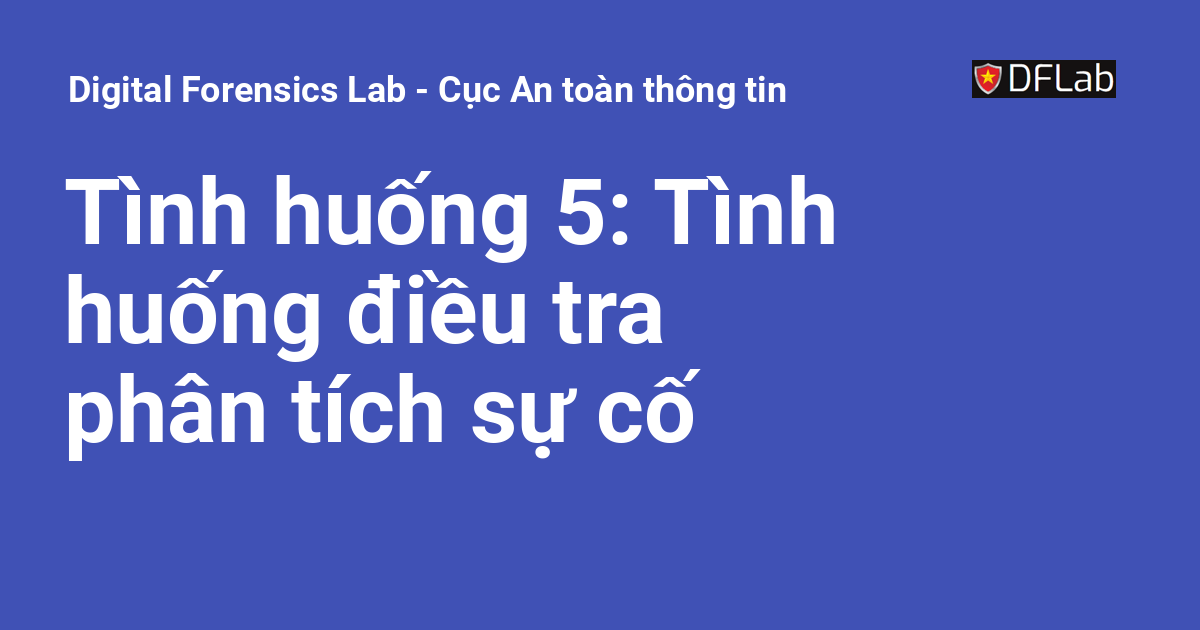 Digital Forensics Lab - Cục An toàn thông tin
DFLab
Tình huống 5: Tình
huống điều tra
phân tích sự cố